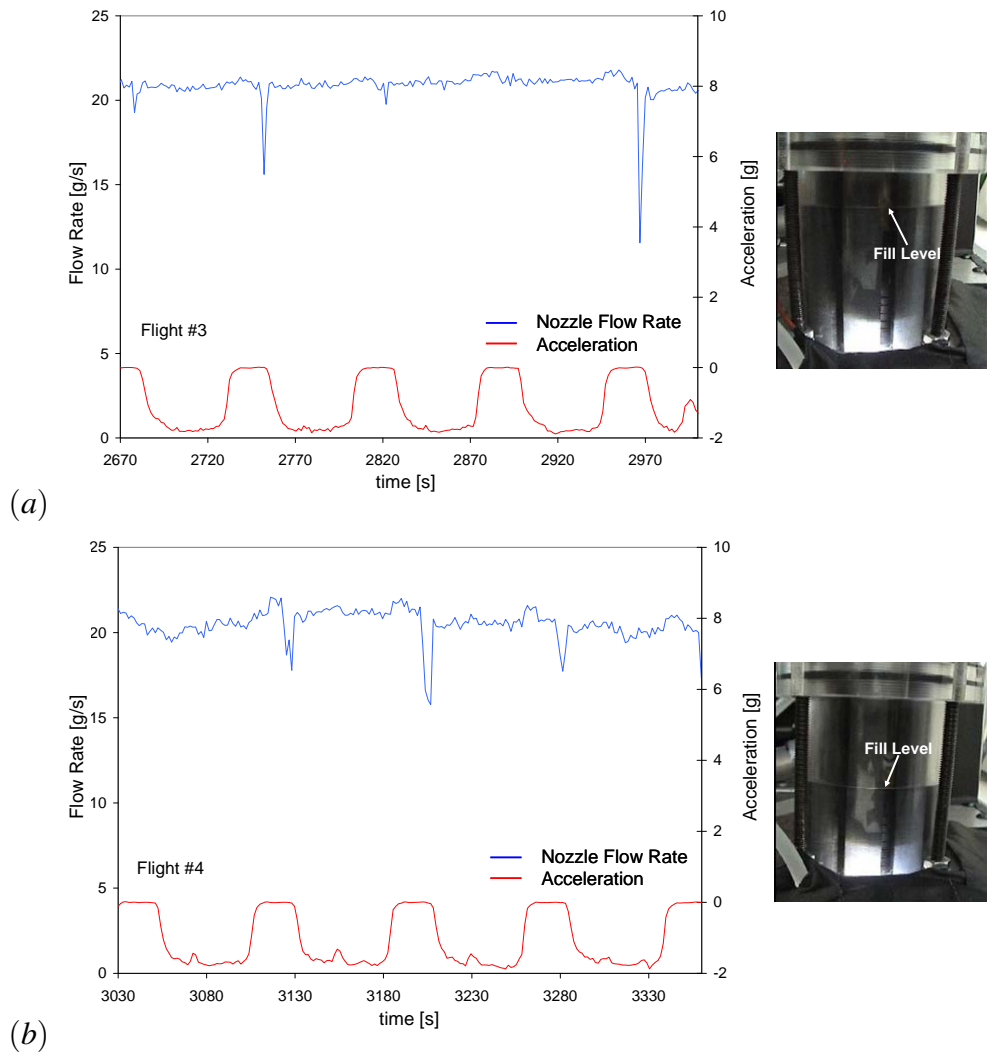 25
20
15
10
5
0
Flow Rate [g/s]
10
8
6
4
2
0
-2
Acceleration [g]
Flight #3
Nozzle Flow Rate
Acceleration
2670 2720 2770 2820 2870 2920 2970
time [s]
Fill Level
(a)
25
20
15
10
5
0
Flow Rate [g/s]
10
8
6
4
2
0
-2
Acceleration [g]
Flight #4
Nozzle Flow Rate
Acceleration
3030 3080 3130 3180 3230 3280 3330
time [s]
Fill Level
(b)